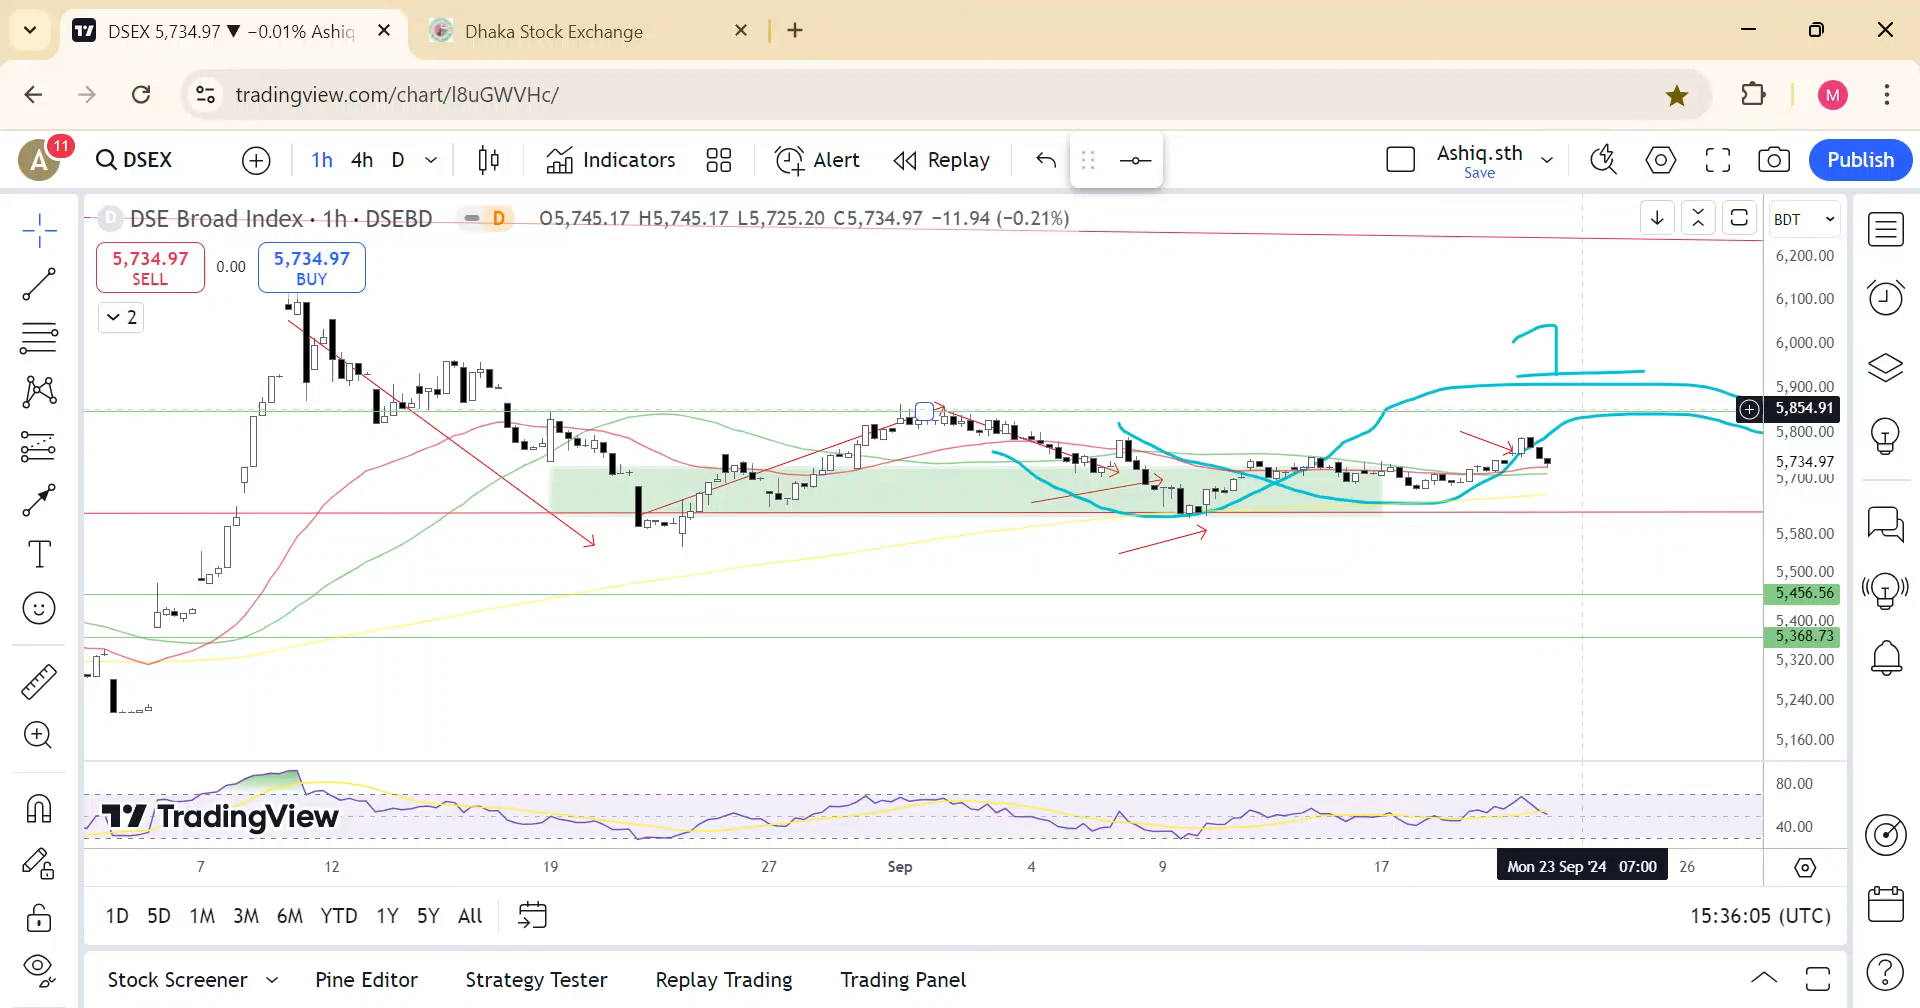 DSEX 5,734.97 ▼ −0.01% Ashiq
Dhaka Stock Exchange
tradingview.com/chart/l8uGWVHc/
M
A
11
DSEX
1h
4h
D
Indicators
Alert
Replay
Ashiq.sth
Save
Publish
D DSE Broad Index · 1h · DSEBD
D
O5,745.17 H5,745.17 L5,725.20 C5,734.97 −11.94 (−0.21%)
BDT
5,734.97
SELL
0.00
5,734.97
BUY
2
1
6,200.00
6,100.00
6,000.00
5,900.00
5,854.91
5,800.00
5,734.97
5,700.00
5,580.00
5,500.00
5,456.56
5,400.00
5,368.73
5,320.00
5,240.00
5,160.00
80.00
40.00
TradingView
7
12
19
27
Sep
4
9
17
Mon 23 Sep '24 07:00
26
1D 5D 1M 3M 6M YTD 1Y 5Y All
15:36:05 (UTC)
Stock Screener
Pine Editor
Strategy Tester
Replay Trading
Trading Panel